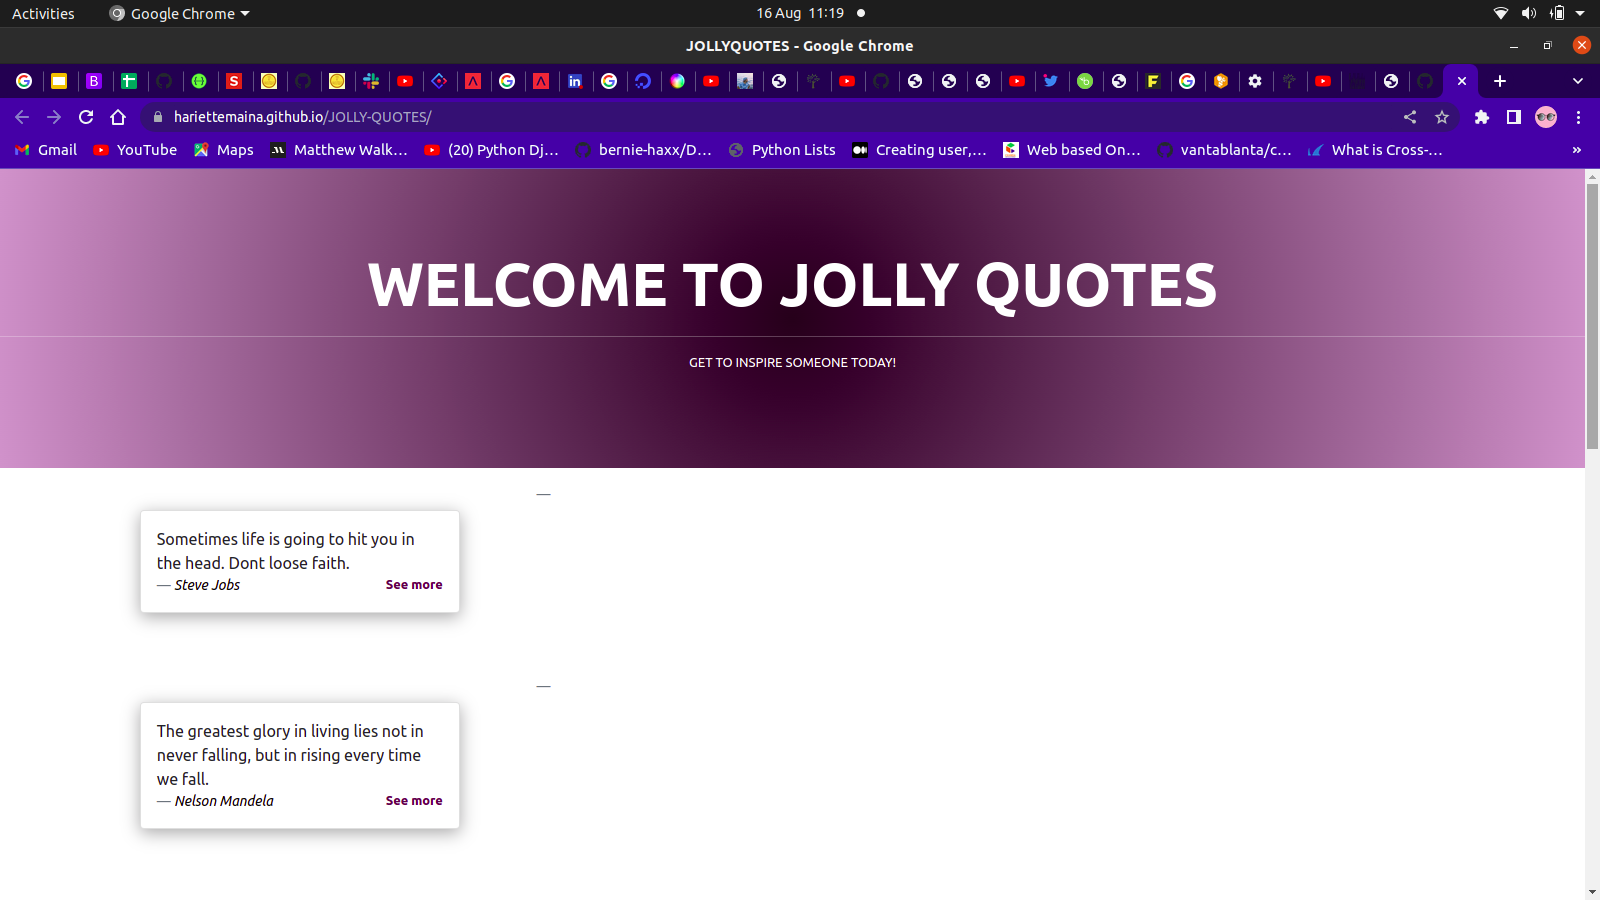 Activities
Google Chrome
16 Aug 11:19
JOLLYQUOTES - Google Chrome
hariettemaina.github.io/JOLLY-QUOTES/
Gmail
YouTube
Maps
Matthew Walk...
(20) Python Dj...
bernie-haxx/D...
Python Lists
Creating user,...
Web based On...
vantablanta/c...
What is Cross-...
»
WELCOME TO JOLLY QUOTES
GET TO INSPIRE SOMEONE TODAY!
—
Sometimes life is going to hit you in
the head. Dont loose faith.
— Steve Jobs
See more
—
The greatest glory in living lies not in
never falling, but in rising every time
we fall.
— Nelson Mandela
See more